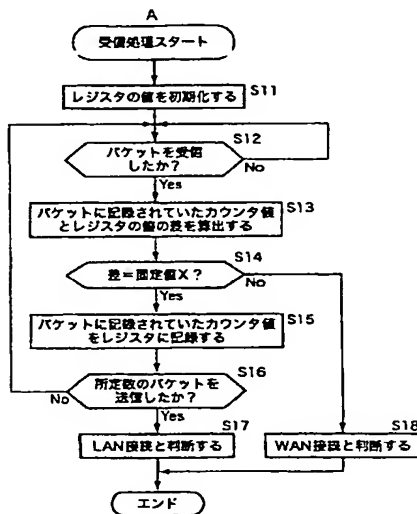 A
受信処理スタート
レジスタの値を初期化する
S11
パケットを受信
したか？
S12
No
Yes
パケットに記録されていたカウンタ値
とレジスタの値の差を算出する
S13
差＝固定値X？
S14
No
Yes
パケットに記録されていたカウンタ値
をレジスタに記録する
S15
所定数のパケットを
送信したか？
S16
No
Yes
LAN接続と判断する
S17
WAN接続と判断する
S18
エンド